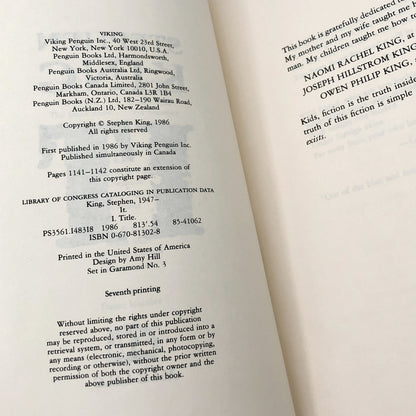 VIKING
Viking Penguin Inc., 40 West 23rd Street,
New York, New York 10010, U.S.A.
Penguin Books Ltd, Harmondsworth,
Middlesex, England
Penguin Books Australia Ltd, Ringwood,
Victoria, Australia
Penguin Books Canada Limited, 2801 John Street,
Markham, Ontario, Canada L3R 1B4
Penguin Books (N.Z.) Ltd, 182–190 Wairau Road,
Auckland 10, New Zealand
Copyright © Stephen King, 1986
All rights reserved
First published in 1986 by Viking Penguin Inc.
Published simultaneously in Canada
Pages 1141–1142 constitute an extension of
this copyright page.
LIBRARY OF CONGRESS CATALOGING IN PUBLICATION DATA
King, Stephen, 1947–
It.
I. Title.
PS3561.I48318 1986 813'.54 85-41062
ISBN 0-670-81302-8
Printed in the United States of America
Design by Amy Hill
Set in Garamond No. 3
Seventh printing
Without limiting the rights under copyright
reserved above, no part of this publication
may be reproduced, stored in or introduced into a
retrieval system, or transmitted, in any form or by
any means (electronic, mechanical, photocopying,
recording or otherwise), without the prior written
permission of both the copyright owner and the
above publisher of this book.
This book is gratefully dedicated to
My mother and my wife taught me h
man. My children taught me how
NAOMI RACHEL KING, at
JOSEPH HILLSTROM KING
OWEN PHILIP KING,
Kids, fiction is the truth insid
truth of this fiction is simple
exists.